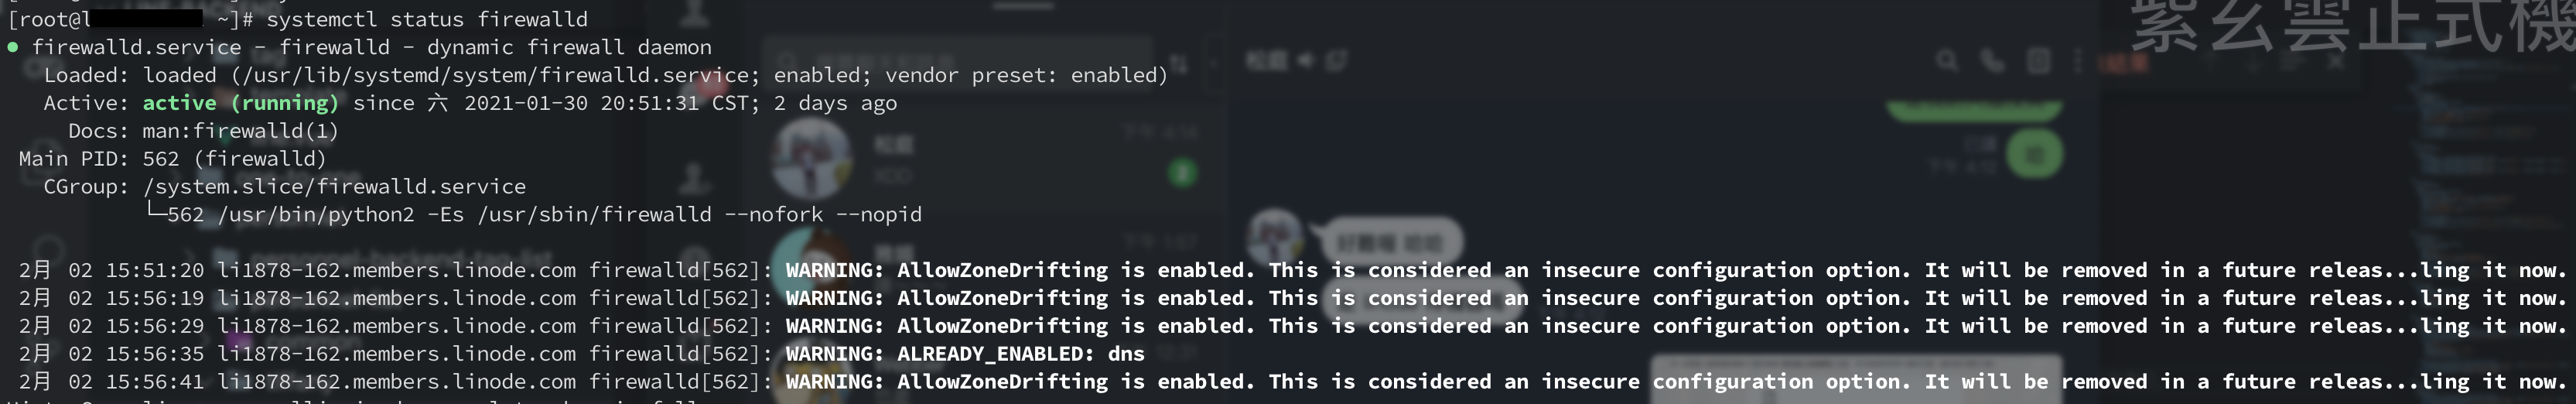 [root@l ~]# systemctl status firewalld
紫玄雲正式機
● firewalld.service - firewalld - dynamic firewall daemon
Loaded: loaded (/usr/lib/systemd/system/firewalld.service; enabled; vendor preset: enabled)
Active: active (running) since 六 2021-01-30 20:51:31 CST; 2 days ago
Docs: man:firewalld(1)
Main PID: 562 (firewalld)
CGroup: /system.slice/firewalld.service
└─562 /usr/bin/python2 -Es /usr/sbin/firewalld --nofork --nopid
2月 02 15:51:20 li1878-162.members.linode.com firewalld[562]: WARNING: AllowZoneDrifting is enabled. This is considered an insecure configuration option. It will be removed in a future releas...ling it now.
2月 02 15:56:19 li1878-162.members.linode.com firewalld[562]: WARNING: AllowZoneDrifting is enabled. This is considered an insecure configuration option. It will be removed in a future releas...ling it now.
2月 02 15:56:29 li1878-162.members.linode.com firewalld[562]: WARNING: AllowZoneDrifting is enabled. This is considered an insecure configuration option. It will be removed in a future releas...ling it now.
2月 02 15:56:35 li1878-162.members.linode.com firewalld[562]: WARNING: ALREADY_ENABLED: dns
2月 02 15:56:41 li1878-162.members.linode.com firewalld[562]: WARNING: AllowZoneDrifting is enabled. This is considered an insecure configuration option. It will be removed in a future releas...ling it now.